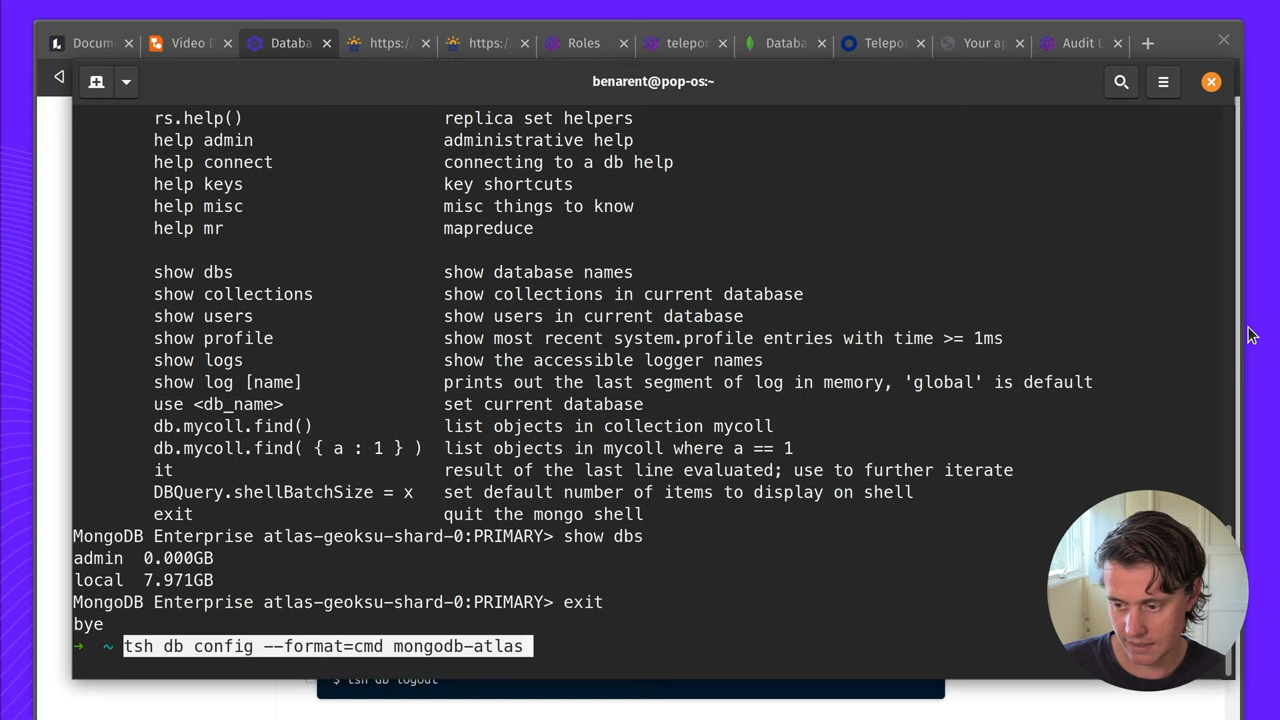 Docum
Video D
Databa
https:/
https:/
Roles
telepor
Databa
Telepor
Your ap
Audit L
benarent@pop-os:~
rs.help() replica set helpers
help admin administrative help
help connect connecting to a db help
help keys key shortcuts
help misc misc things to know
help mr mapreduce
show dbs show database names
show collections show collections in current database
show users show users in current database
show profile show most recent system.profile entries with time >= 1ms
show logs show the accessible logger names
show log [name] prints out the last segment of log in memory, 'global' is default
use <db_name> set current database
db.mycoll.find() list objects in collection mycoll
db.mycoll.find( { a : 1 } ) list objects in mycoll where a == 1
it result of the last line evaluated; use to further iterate
DBQuery.shellBatchSize = x set default number of items to display on shell
exit quit the mongo shell
MongoDB Enterprise atlas-geoksu-shard-0:PRIMARY> show dbs
admin 0.000GB
local 7.971GB
MongoDB Enterprise atlas-geoksu-shard-0:PRIMARY> exit
bye
→ ~ tsh db config --format=cmd mongodb-atlas
$ tsh db logout